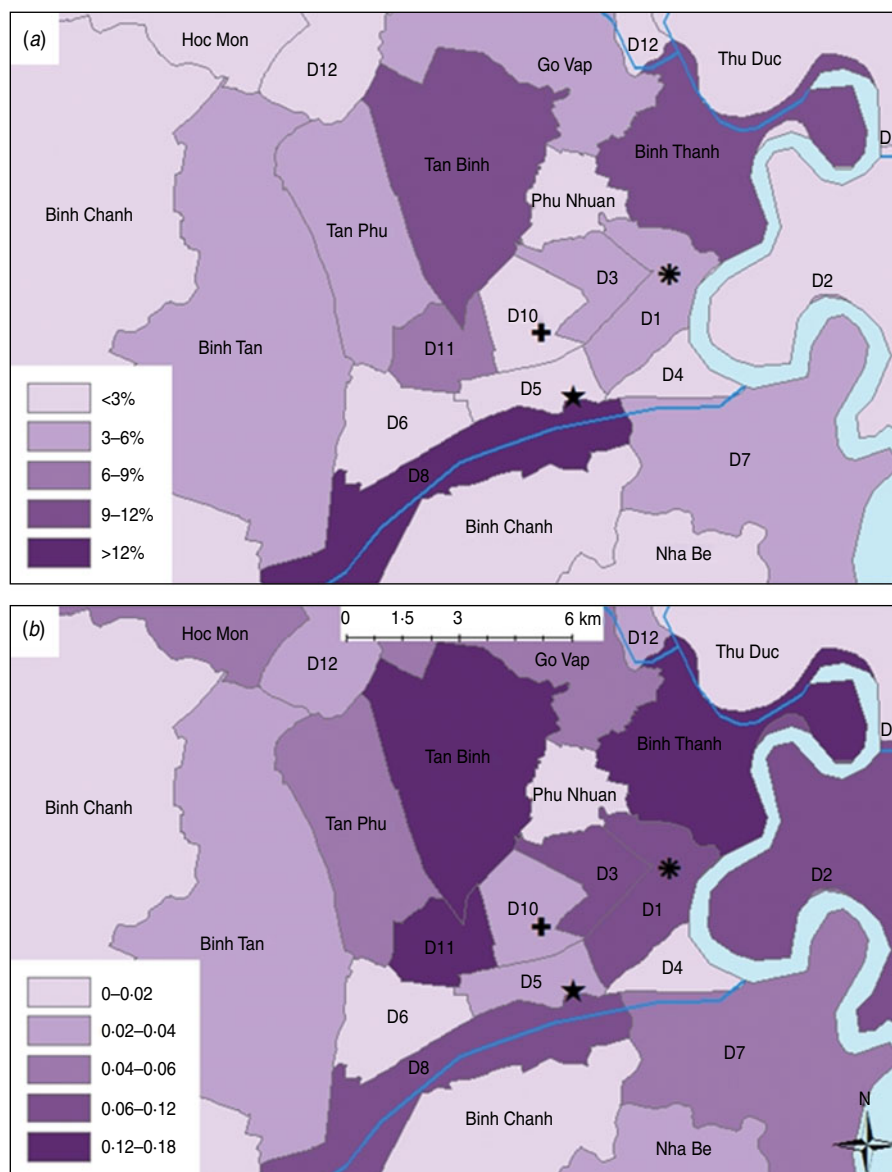 (a)
Hoc Mon
D12
Go Vap
D12
Thu Duc
Tan Binh
Binh Thanh
D
Binh Chanh
Phu Nhuan
Tan Phu
D3
D2
D10
D1
Binh Tan
D11
D5
D4
D6
D7
D8
Binh Chanh
Nha Be
<3%
3–6%
6–9%
9–12%
>12%
(b)
0 1·5 3 6 km
Hoc Mon
D12
Go Vap
D12
Thu Duc
D
Tan Binh
Binh Thanh
Binh Chanh
Phu Nhuan
Tan Phu
D3
D2
D10
D1
Binh Tan
D11
D5
D4
D6
D7
D8
Binh Chanh
Nha Be
N
0–0·02
0·02–0·04
0·04–0·06
0·06–0·12
0·12–0·18